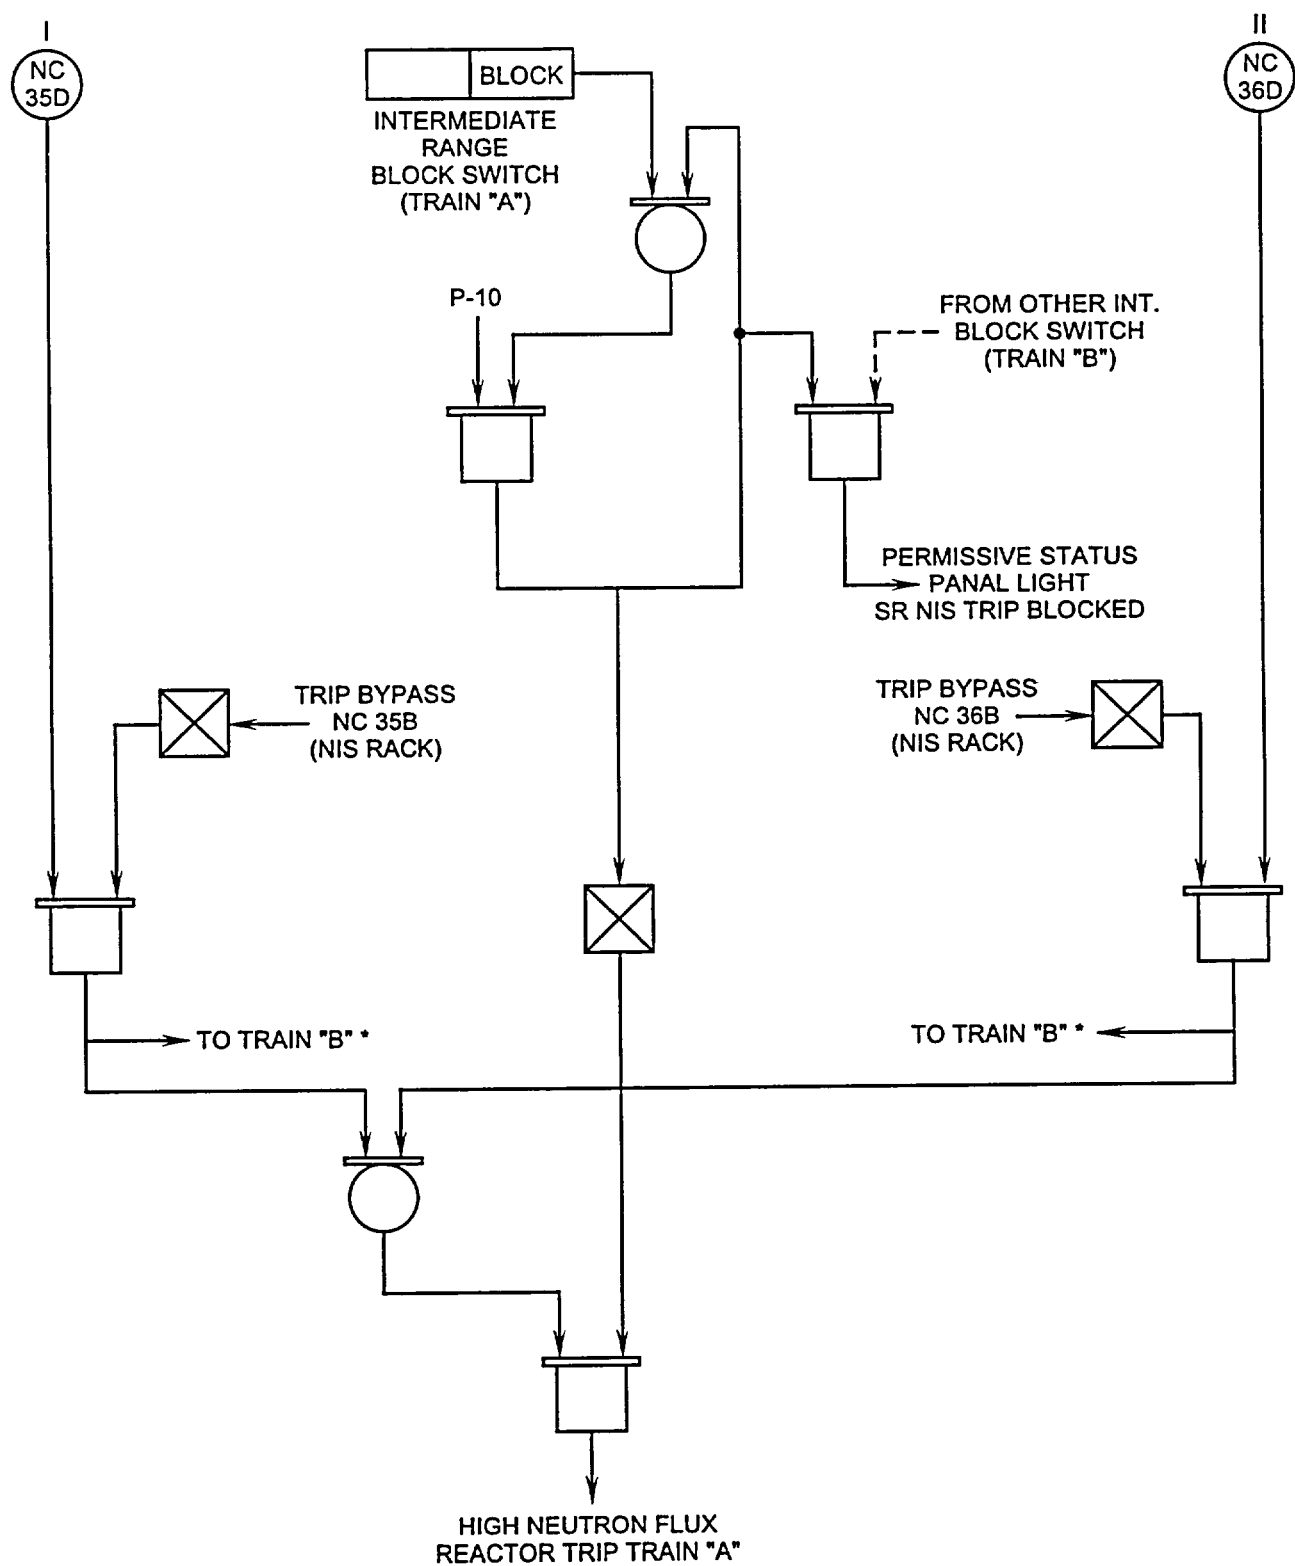 I
NC
35D
II
NC
36D
BLOCK
INTERMEDIATE
RANGE
BLOCK SWITCH
(TRAIN "A")
P-10
FROM OTHER INT.
BLOCK SWITCH
(TRAIN "B")
PERMISSIVE STATUS
PANAL LIGHT
SR NIS TRIP BLOCKED
TRIP BYPASS
NC 35B
(NIS RACK)
TRIP BYPASS
NC 36B
(NIS RACK)
TO TRAIN "B" *
TO TRAIN "B" *
HIGH NEUTRON FLUX
REACTOR TRIP TRAIN "A"